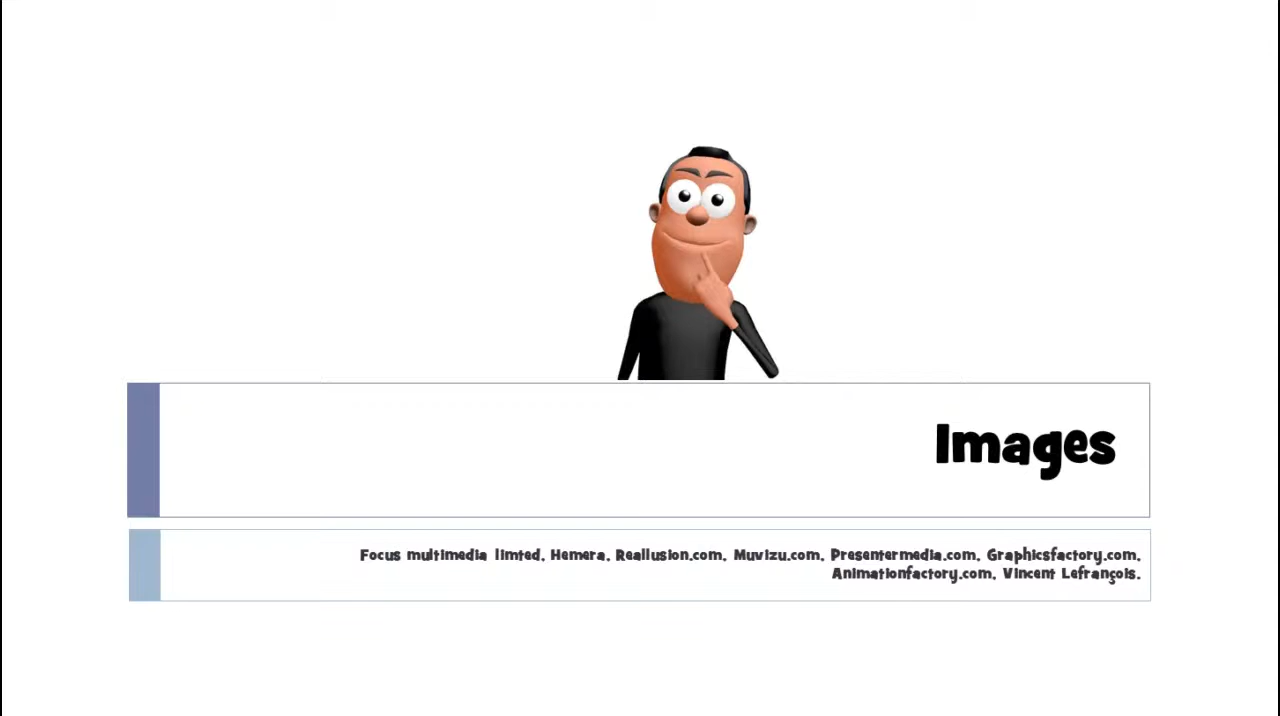 Images
Focus multimedia limted, Hemera, Reallusion.com, Muvizu.com, Presentermedia.com, Graphicsfactory.com,
Animationfactory.com, Vincent Lefrançois.